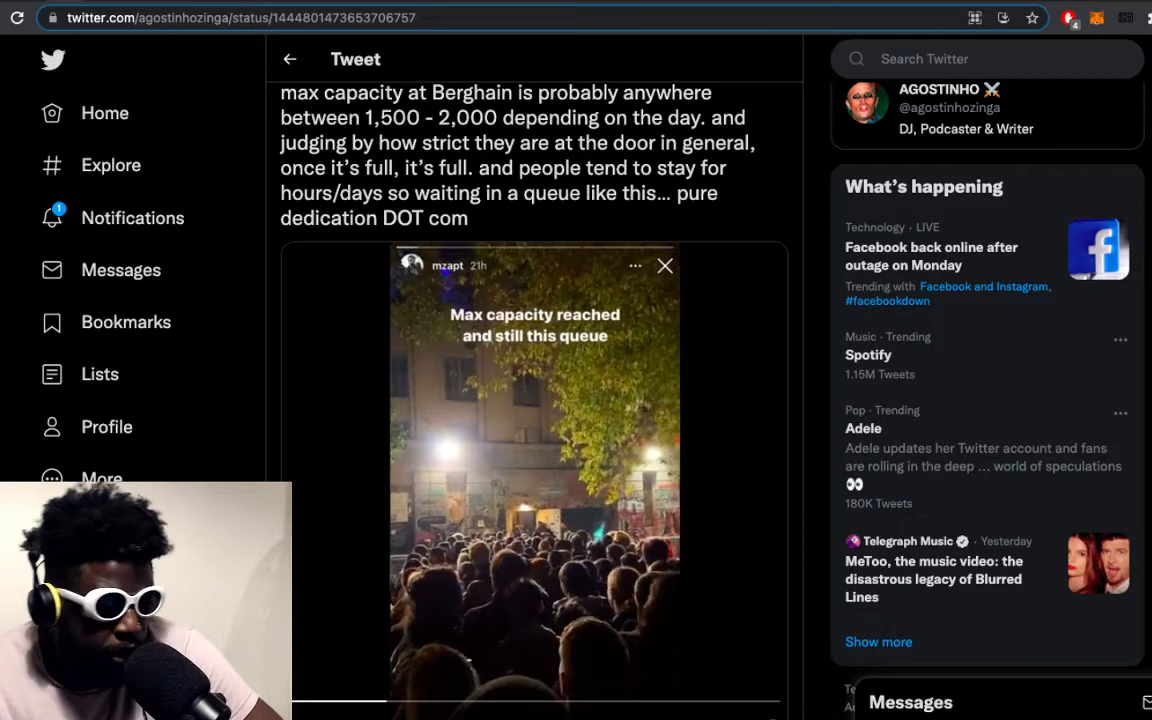 twitter.com/agostinhozinga/status/1444801473653706757
4
Home
Explore
1
Notifications
Messages
Bookmarks
Lists
Profile
More
Tweet
max capacity at Berghain is probably anywhere
between 1,500 - 2,000 depending on the day. and
judging by how strict they are at the door in general,
once it’s full, it’s full. and people tend to stay for
hours/days so waiting in a queue like this... pure
dedication DOT com
mzapt 21h
Max capacity reached
and still this queue
Search Twitter
AGOSTINHO ⚔️
@agostinhozinga
DJ, Podcaster & Writer
What’s happening
Technology · LIVE
Facebook back online after
outage on Monday
Trending with Facebook and Instagram,
#facebookdown
Music · Trending
Spotify
1.15M Tweets
Pop · Trending
Adele
Adele updates her Twitter account and fans
are rolling in the deep ... world of speculations
👀
180K Tweets
Telegraph Music · Yesterday
MeToo, the music video: the
disastrous legacy of Blurred
Lines
Show more
Messages